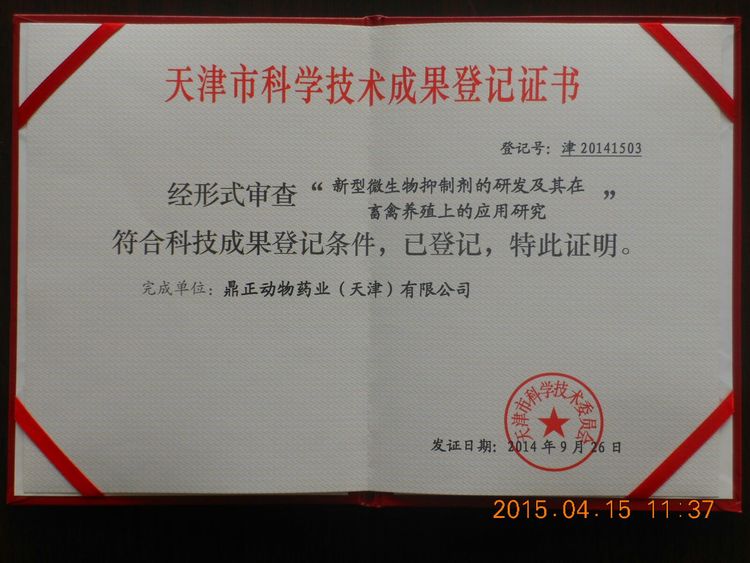 天津市科学技术成果登记证书
登记号：津 20141503
经形式审查“新型微生物抑制剂的研发及其在
畜禽养殖上的应用研究”
符合科技成果登记条件，已登记，特此证明。
完成单位：鼎正动物药业（天津）有限公司
天津市科学技术委员会
发证日期：2014 年 9 月 26 日
2015.04.15 11:37